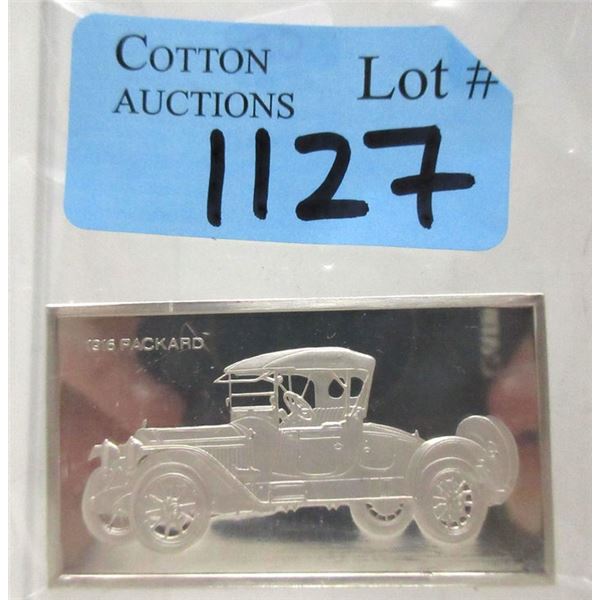 COTTON
AUCTIONS
Lot #
1127
1916 PACKARD